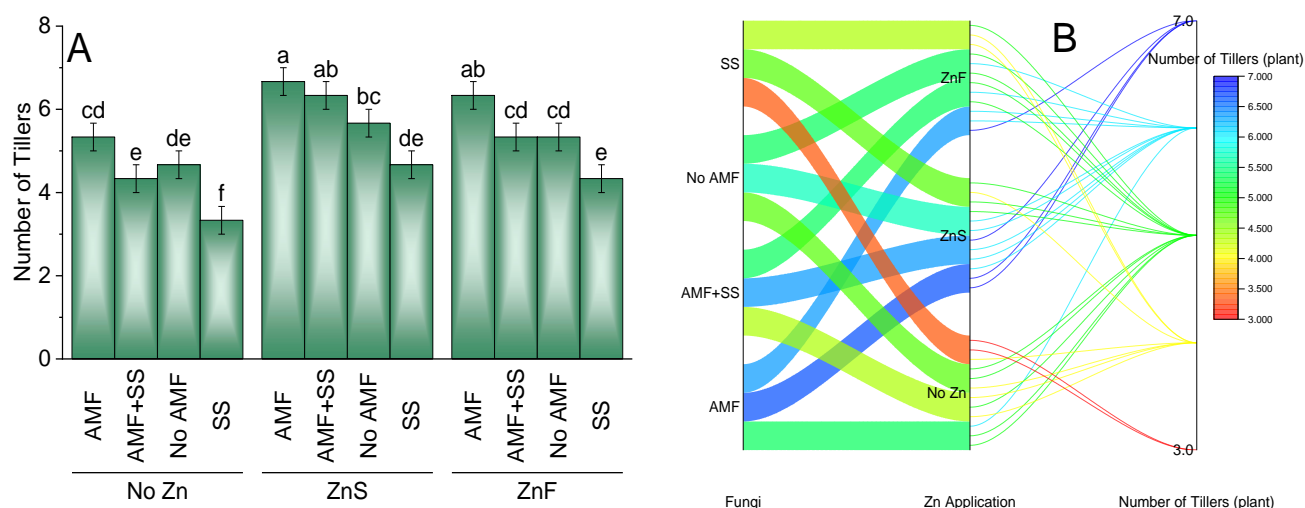 A
Number of Tillers
8
6
4
2
0
cd
e
de
f
a
ab
bc
de
ab
cd
cd
e
AMF
AMF+SS
No AMF
SS
AMF
AMF+SS
No AMF
SS
AMF
AMF+SS
No AMF
SS
No Zn
ZnS
ZnF
B
SS
No AMF
AMF+SS
AMF
ZnF
ZnS
No Zn
7.0
3.0
Number of Tillers (plant)
7.000
6.500
6.000
5.500
5.000
4.500
4.000
3.500
3.000
Fungi
Zn Application
Number of Tillers (plant)